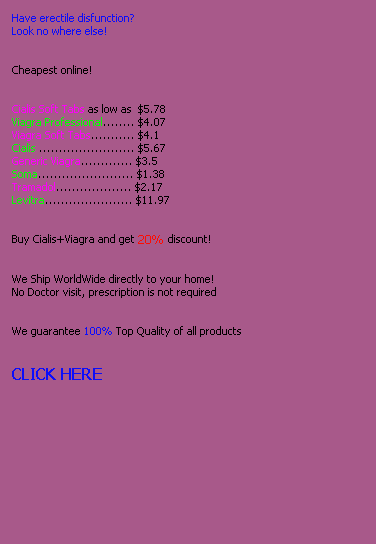 Have erectile disfunction?
Look no where else!
Cheapest online!
Cialis Soft Tabs as low as $5.78
Viagra Professional........ $4.07
Viagra Soft Tabs........... $4.1
Cialis........................ $5.67
Generic Viagra............. $3.5
Soma........................ $1.38
Tramadol................... $2.17
Levitra...................... $11.97
Buy Cialis+Viagra and get 20% discount!
We Ship WorldWide directly to your home!
No Doctor visit, prescription is not required
We guarantee 100% Top Quality of all products
CLICK HERE